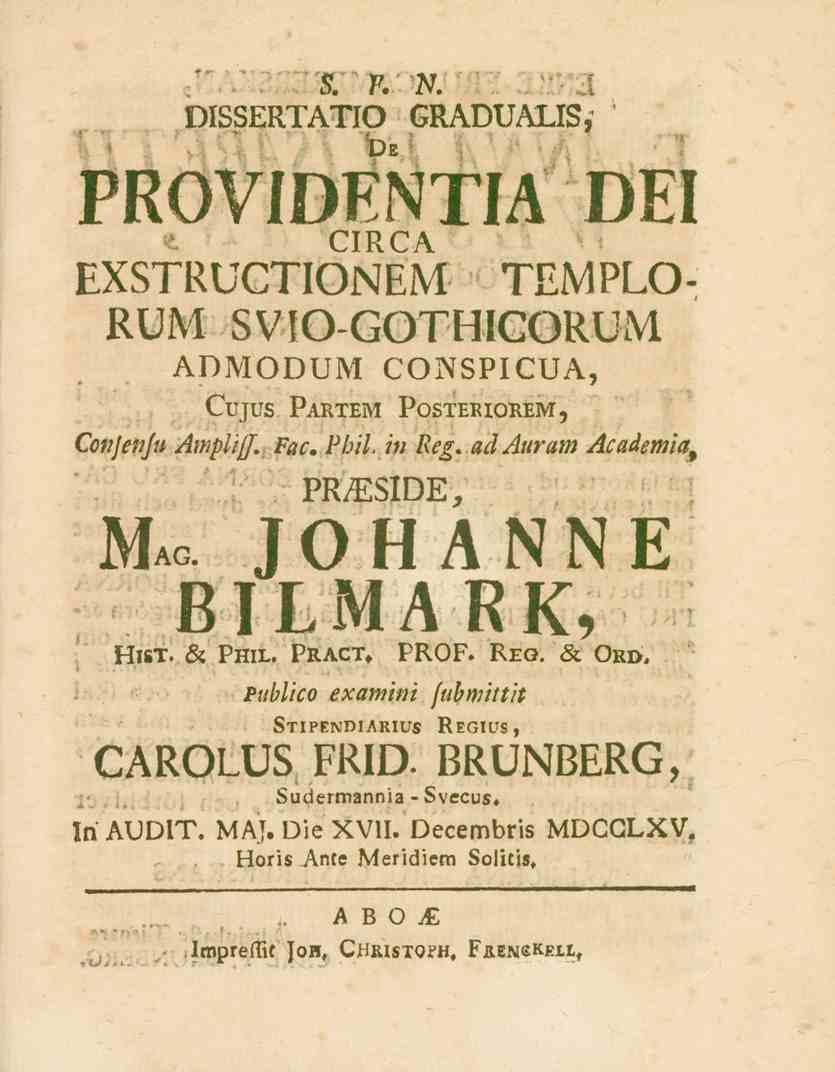 S. P. N.
DISSERTATIO GRADUALIS,
DE
PROVIDENTIA DEI
CIRCA
EXSTRUCTIONEM TEMPLO-
RUM SVIO-GOTHICORUM
ADMODUM CONSPICUA,
CUJUS PARTEM POSTERIOREM,
Conſenſu Ampliſſ. Fac. Phil. in Reg. ad Auram Academia,
PRÆSIDE,
MAG. JOHANNE
BILMARK,
HIST. & PHIL. PRACT. PROF. REG. & ORD.
Publico examini ſubmittit
STIPENDIARIUS REGIUS,
CAROLUS FRID. BRUNBERG,
Sudermannia-Svecus.
In AUDIT. MAJ. Die XVII. Decembris MDCCLXV.
Horis Ante Meridiem Solitis.
ABOÆ
Impreſſit JOH. CHRISTOPH. FRENCKELL,